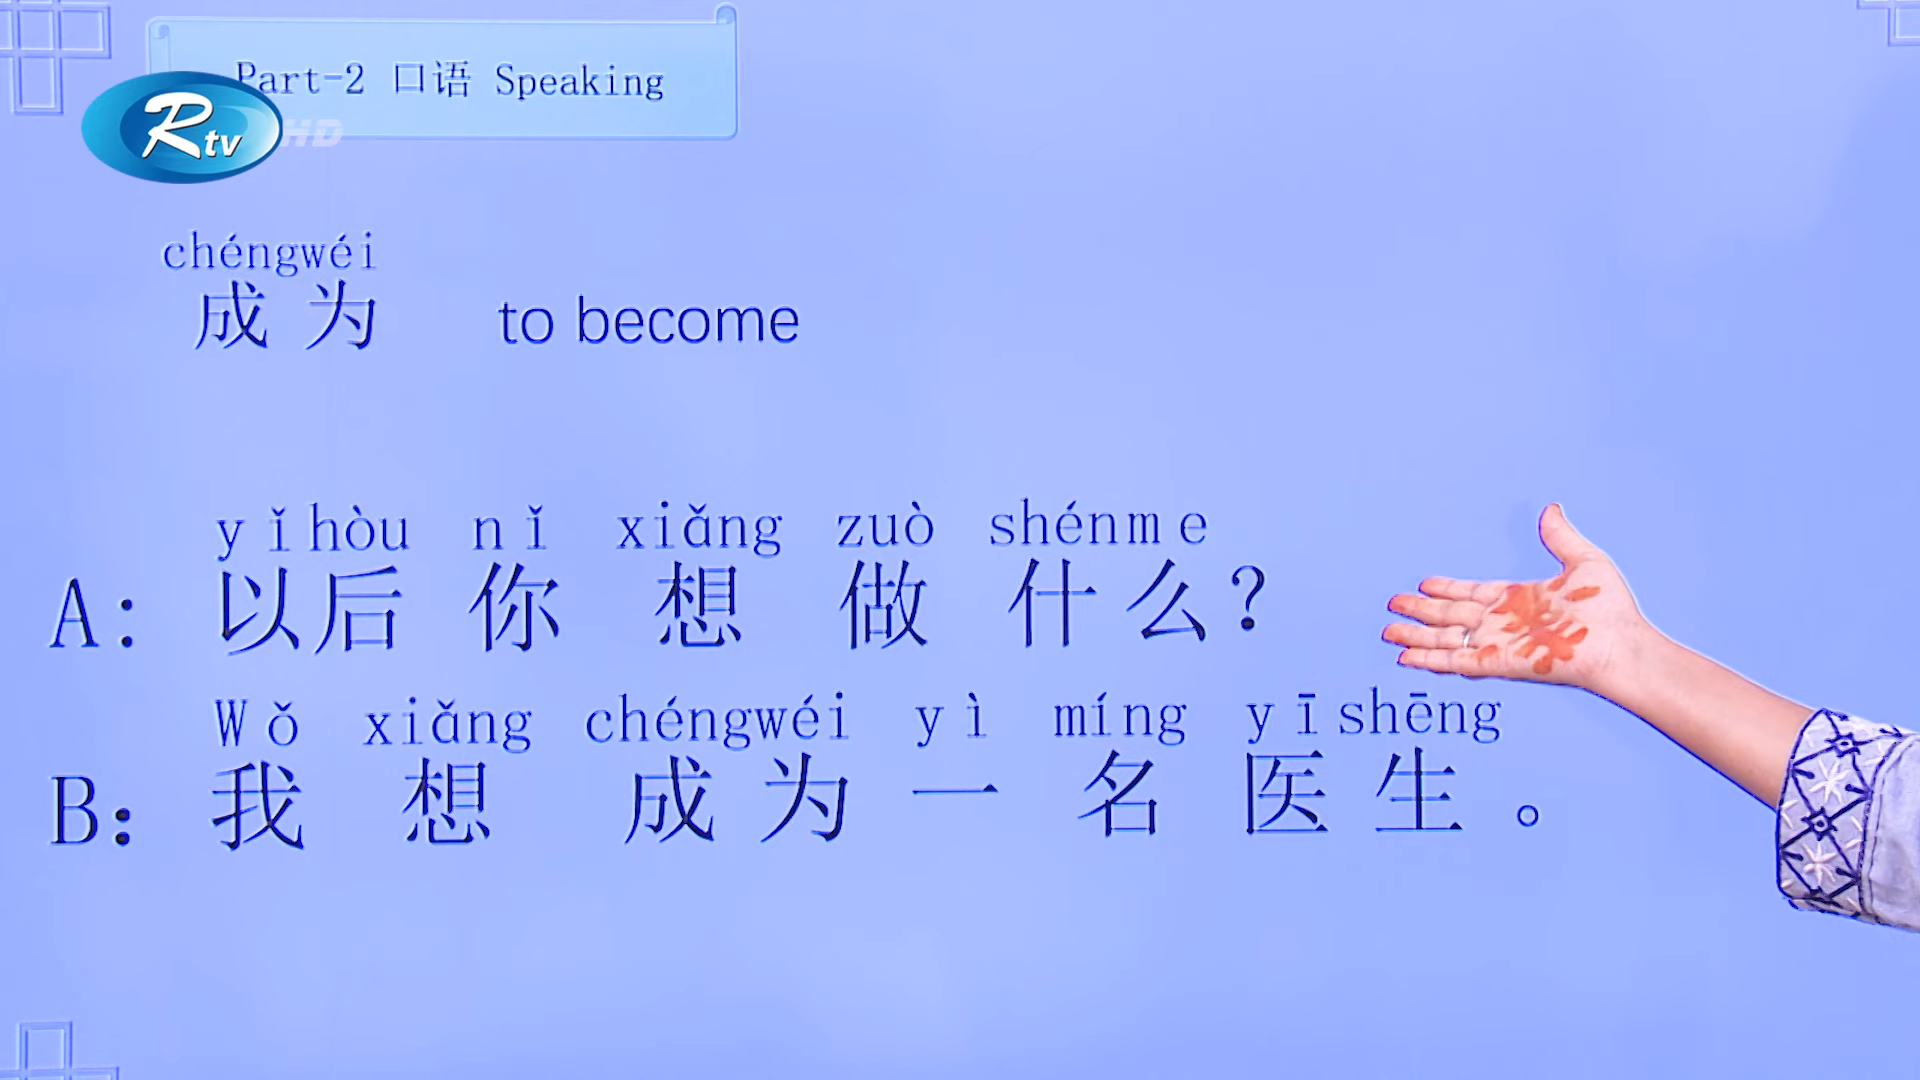 Part-2 口语 Speaking
Rtv HD
chéngwéi
成为 to become
yǐhòu nǐ xiǎng zuò shénme
A: 以后你想做什么?
Wǒ xiǎng chéngwéi yì míng yīshēng
B: 我想成为一名医生。